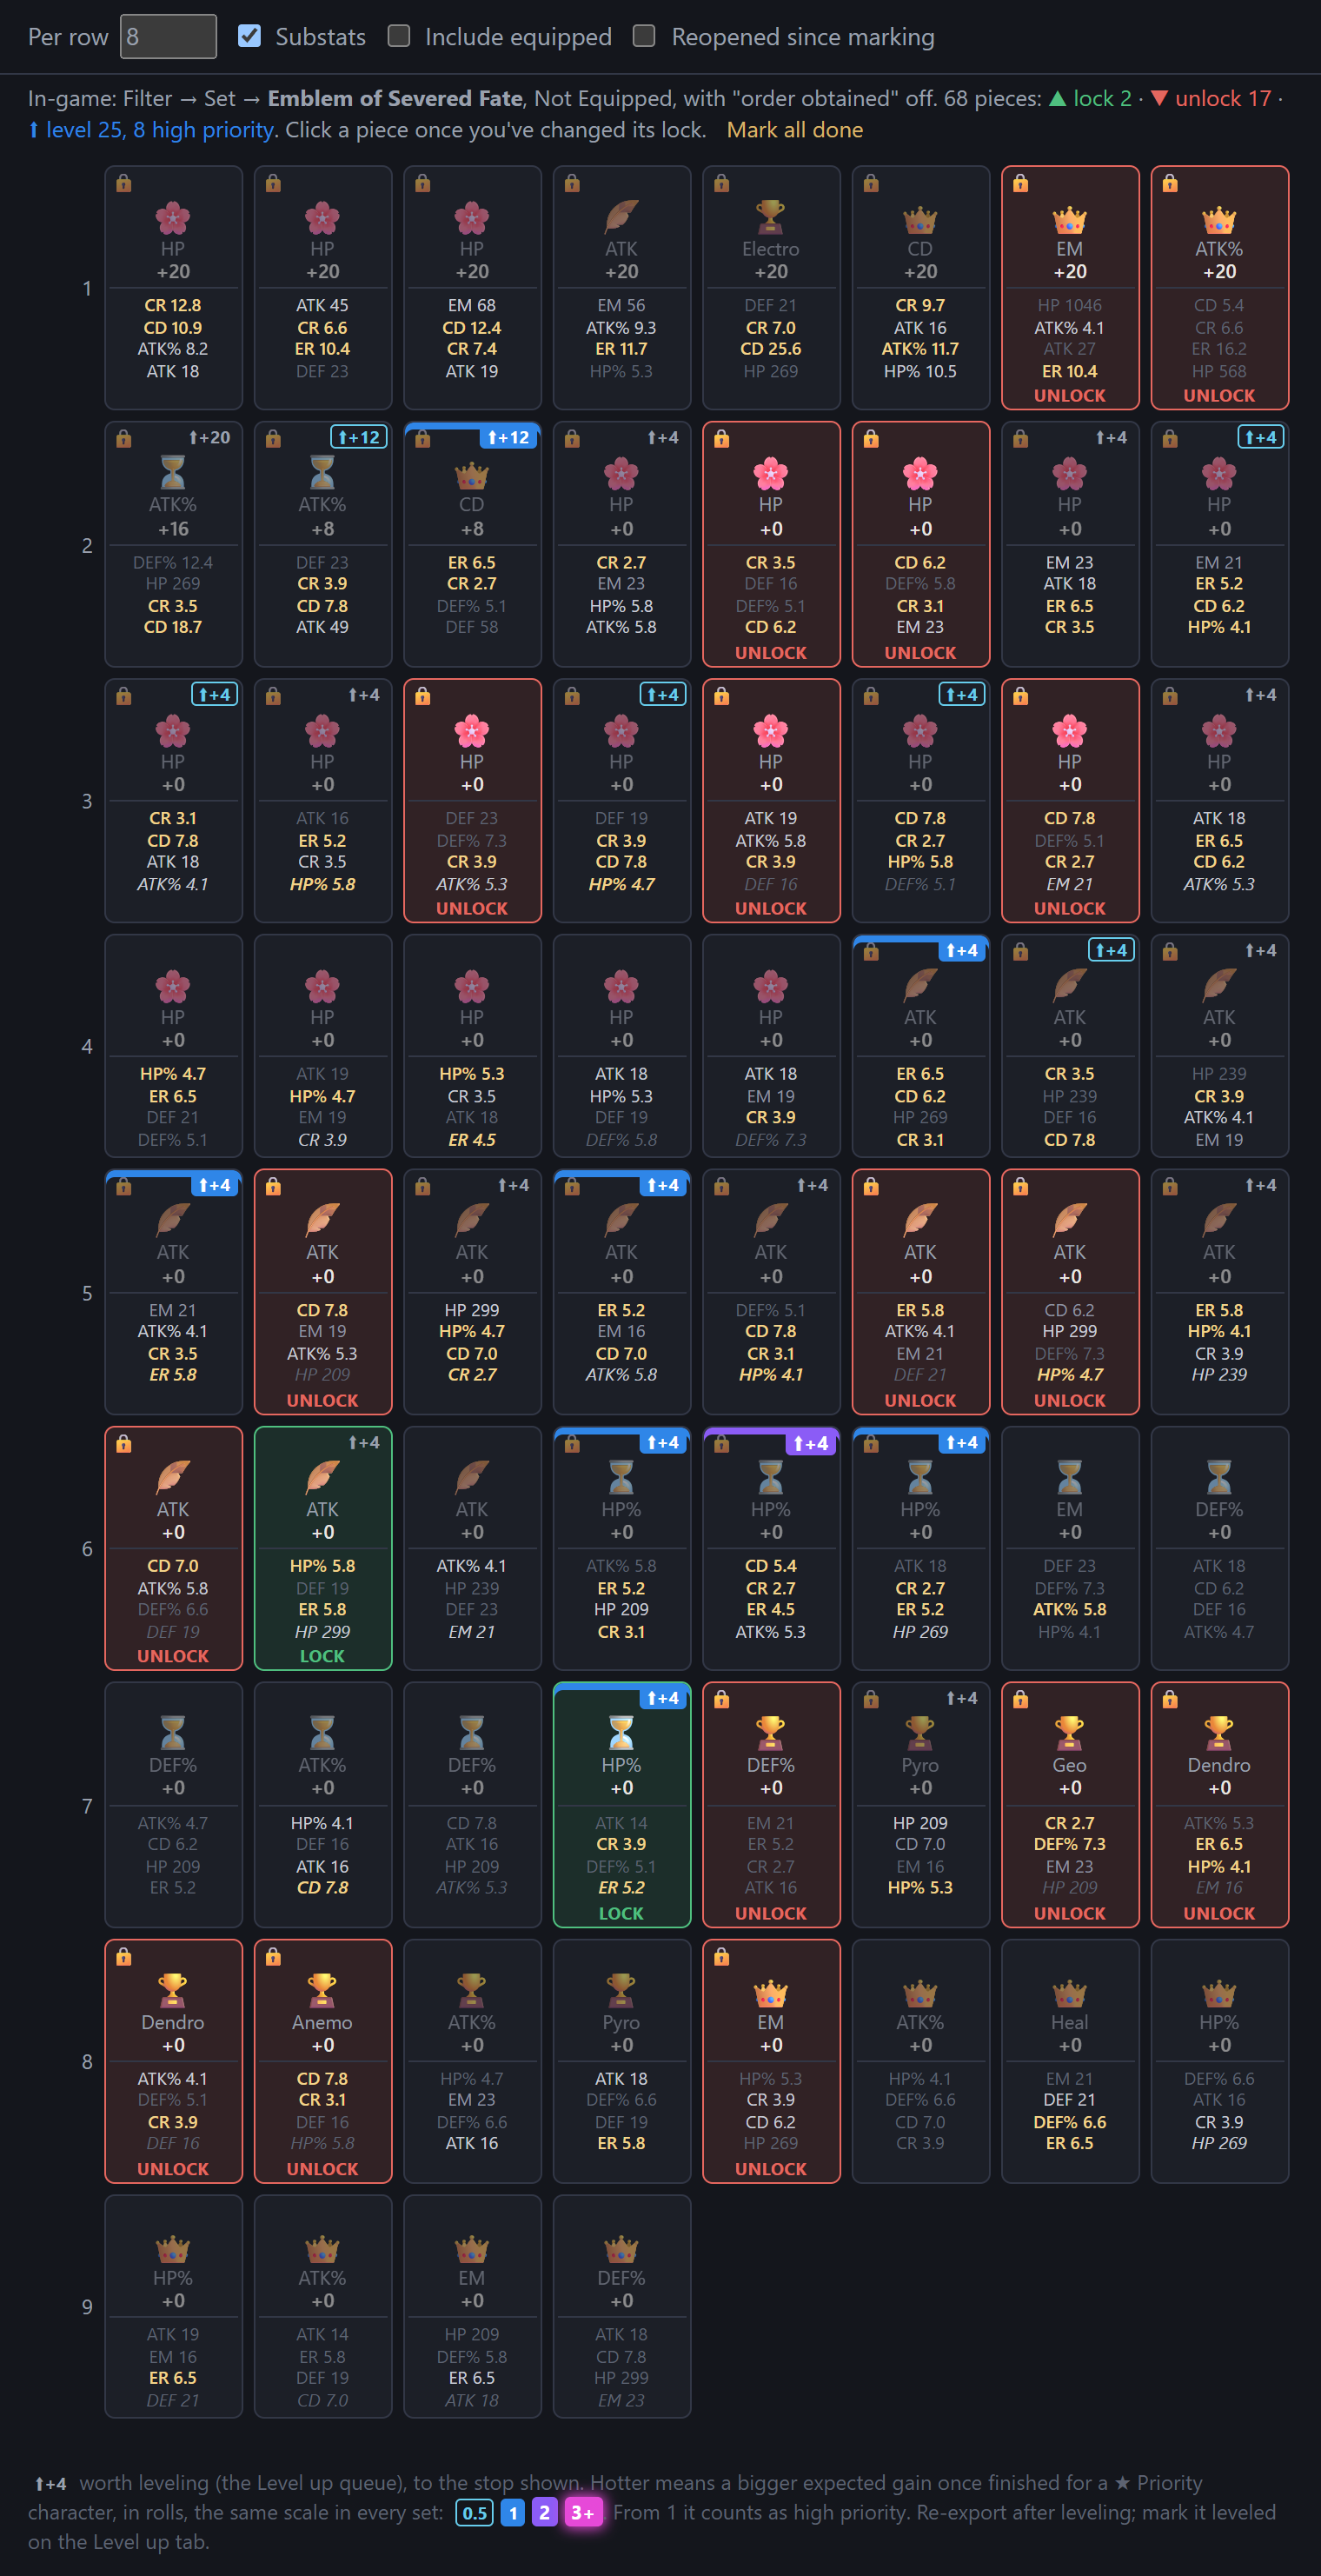 Per row 8 Substats Include equipped Reopened since marking
In-game: Filter → Set → Emblem of Severed Fate, Not Equipped, with "order obtained" off. 68 pieces: ▲ lock 2 · ▼ unlock 17 ·
⬆ level 25, 8 high priority. Click a piece once you've changed its lock. Mark all done
1
HP HP HP ATK Electro CD EM ATK%
+20 +20 +20 +20 +20 +20 +20 +20
CR 12.8 ATK 45 EM 68 EM 56 DEF 21 CR 9.7 HP 1046 CD 5.4
CD 10.9 CR 6.6 CD 12.4 ATK% 9.3 CR 7.0 ATK 16 ATK% 4.1 CR 6.6
ATK% 8.2 ER 10.4 CR 7.4 ER 11.7 CD 25.6 ATK% 11.7 ATK 27 ER 16.2
ATK 18 DEF 23 ATK 19 HP% 5.3 HP 269 HP% 10.5 ER 10.4 HP 568
UNLOCK UNLOCK
2
⬆+20 ⬆+12 ⬆+12 ⬆+4 ⬆+4 ⬆+4
ATK% ATK% CD HP HP HP HP HP
+16 +8 +8 +0 +0 +0 +0 +0
DEF% 12.4 DEF 23 ER 6.5 CR 2.7 CR 3.5 CD 6.2 EM 23 EM 21
HP 269 CR 3.9 CR 2.7 EM 23 DEF 16 DEF% 5.8 ATK 18 ER 5.2
CR 3.5 CD 7.8 DEF% 5.1 HP% 5.8 DEF% 5.1 CR 3.1 ER 6.5 CD 6.2
CD 18.7 ATK 49 DEF 58 ATK% 5.8 CD 6.2 EM 23 CR 3.5 HP% 4.1
UNLOCK UNLOCK
3
⬆+4 ⬆+4 ⬆+4 ⬆+4 ⬆+4
HP HP HP HP HP HP HP HP
+0 +0 +0 +0 +0 +0 +0 +0
CR 3.1 ATK 16 DEF 23 DEF 19 ATK 19 CD 7.8 CD 7.8 ATK 18
CD 7.8 ER 5.2 DEF% 7.3 CR 3.9 ATK% 5.8 CR 2.7 DEF% 5.1 ER 6.5
ATK 18 CR 3.5 CR 3.9 CD 7.8 CR 3.9 HP% 5.8 CR 2.7 CD 6.2
ATK% 4.1 HP% 5.8 ATK% 5.3 HP% 4.7 DEF 16 DEF% 5.1 EM 21 ATK% 5.3
UNLOCK UNLOCK UNLOCK
4
⬆+4 ⬆+4 ⬆+4
HP HP HP HP HP ATK ATK ATK
+0 +0 +0 +0 +0 +0 +0 +0
HP% 4.7 ATK 19 HP% 5.3 ATK 18 ATK 18 ER 6.5 CR 3.5 HP 239
ER 6.5 HP% 4.7 CR 3.5 HP% 5.3 EM 19 CD 6.2 HP 239 CR 3.9
DEF 21 EM 19 ATK 18 DEF 19 CR 3.9 HP 269 DEF 16 ATK% 4.1
DEF% 5.1 CR 3.9 ER 4.5 DEF% 5.8 DEF% 7.3 CR 3.1 CD 7.8 EM 19
5
⬆+4 ⬆+4 ⬆+4 ⬆+4 ⬆+4
ATK ATK ATK ATK ATK ATK ATK ATK
+0 +0 +0 +0 +0 +0 +0 +0
EM 21 CD 7.8 HP 299 ER 5.2 DEF% 5.1 ER 5.8 CD 6.2 ER 5.8
ATK% 4.1 EM 19 HP% 4.7 EM 16 CD 7.8 ATK% 4.1 HP 299 HP% 4.1
CR 3.5 ATK% 5.3 CD 7.0 CD 7.0 CR 3.1 EM 21 DEF% 7.3 CR 3.9
ER 5.8 HP 209 CR 2.7 ATK% 5.8 HP% 4.1 DEF 21 HP% 4.7 HP 239
UNLOCK UNLOCK UNLOCK
6
⬆+4 ⬆+4 ⬆+4 ⬆+4
ATK ATK ATK HP% HP% HP% EM DEF%
+0 +0 +0 +0 +0 +0 +0 +0
CD 7.0 HP% 5.8 ATK% 4.1 ATK% 5.8 CD 5.4 ATK 18 DEF 23 ATK 18
ATK% 5.8 DEF 19 HP 239 ER 5.2 CR 2.7 CR 2.7 DEF% 7.3 CD 6.2
DEF% 6.6 ER 5.8 DEF 23 HP 209 ER 4.5 ER 5.2 ATK% 5.8 DEF 16
DEF 19 HP 299 EM 21 CR 3.1 ATK% 5.3 HP 269 HP% 4.1 ATK% 4.7
UNLOCK LOCK
7
⬆+4 ⬆+4
DEF% ATK% DEF% HP% DEF% Pyro Geo Dendro
+0 +0 +0 +0 +0 +0 +0 +0
ATK% 4.7 HP% 4.1 CD 7.8 ATK 14 EM 21 HP 209 CR 2.7 ATK% 5.3
CD 6.2 DEF 16 ATK 16 CR 3.9 ER 5.2 CD 7.0 DEF% 7.3 ER 6.5
HP 209 ATK 16 HP 209 DEF% 5.1 CR 2.7 EM 16 EM 23 HP% 4.1
ER 5.2 CD 7.8 ATK% 5.3 ER 5.2 ATK 16 HP% 5.3 HP 209 EM 16
LOCK UNLOCK UNLOCK UNLOCK
8
Dendro Anemo ATK% Pyro EM ATK% Heal HP%
+0 +0 +0 +0 +0 +0 +0 +0
ATK% 4.1 CD 7.8 HP% 4.7 ATK 18 HP% 5.3 HP% 4.1 EM 21 DEF% 6.6
DEF% 5.1 CR 3.1 EM 23 DEF% 6.6 CR 3.9 DEF% 6.6 DEF 21 ATK 16
CR 3.9 DEF 16 DEF% 6.6 DEF 19 CD 6.2 CD 7.0 DEF% 6.6 CR 3.9
DEF 16 HP% 5.8 ATK 16 ER 5.8 HP 269 CR 3.9 ER 6.5 HP 269
UNLOCK UNLOCK UNLOCK
9
HP% ATK% EM DEF%
+0 +0 +0 +0
ATK 19 ATK 14 HP 209 ATK 18
EM 16 ER 5.8 DEF% 5.8 CD 7.8
ER 6.5 DEF 19 ER 6.5 HP 299
DEF 21 CD 7.0 ATK 18 EM 23
⬆+4 worth leveling (the Level up queue), to the stop shown. Hotter means a bigger expected gain once finished for a ★ Priority
character, in rolls, the same scale in every set: 0.5 1 2 3+ . From 1 it counts as high priority. Re-export after leveling; mark it leveled
on the Level up tab.